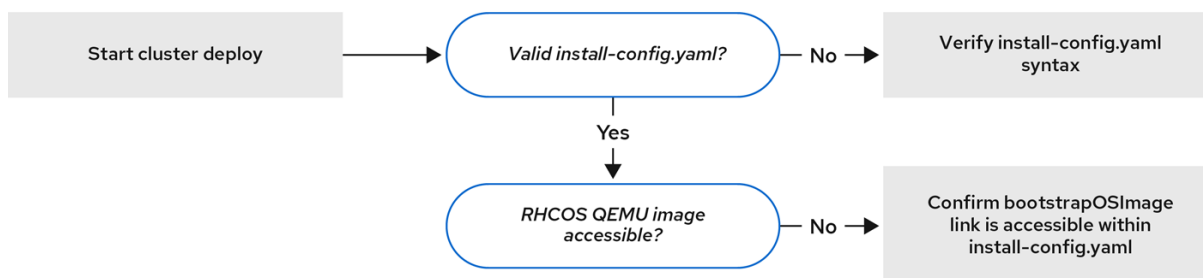 Start cluster deploy
Valid install-config.yaml?
No
Verify install-config.yaml
syntax
Yes
RHCOS QEMU image
accessible?
No
Confirm bootstrapOSImage
link is accessible within
install-config.yaml